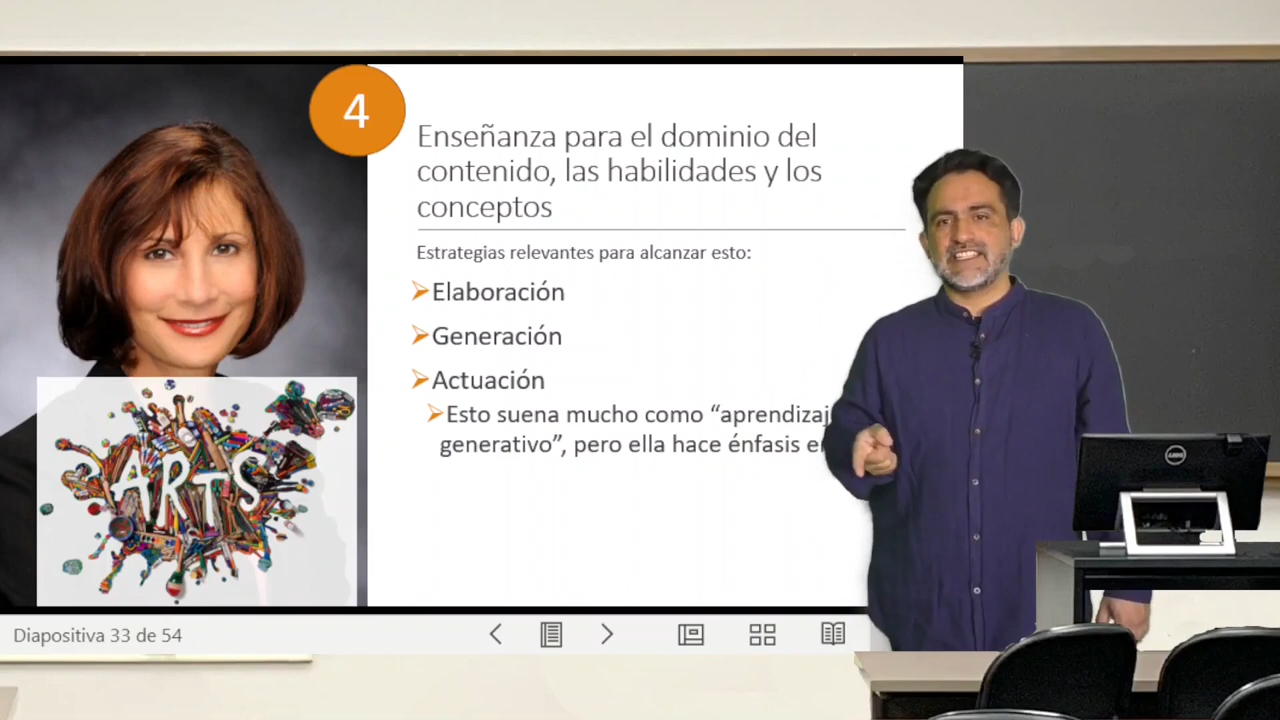 4
Enseñanza para el dominio del
contenido, las habilidades y los
conceptos
Estrategias relevantes para alcanzar esto:
Elaboración
Generación
Actuación
Esto suena mucho como “aprendizaj
generativo”, pero ella hace énfasis
ARTS
DELL
Diapositiva 33 de 54